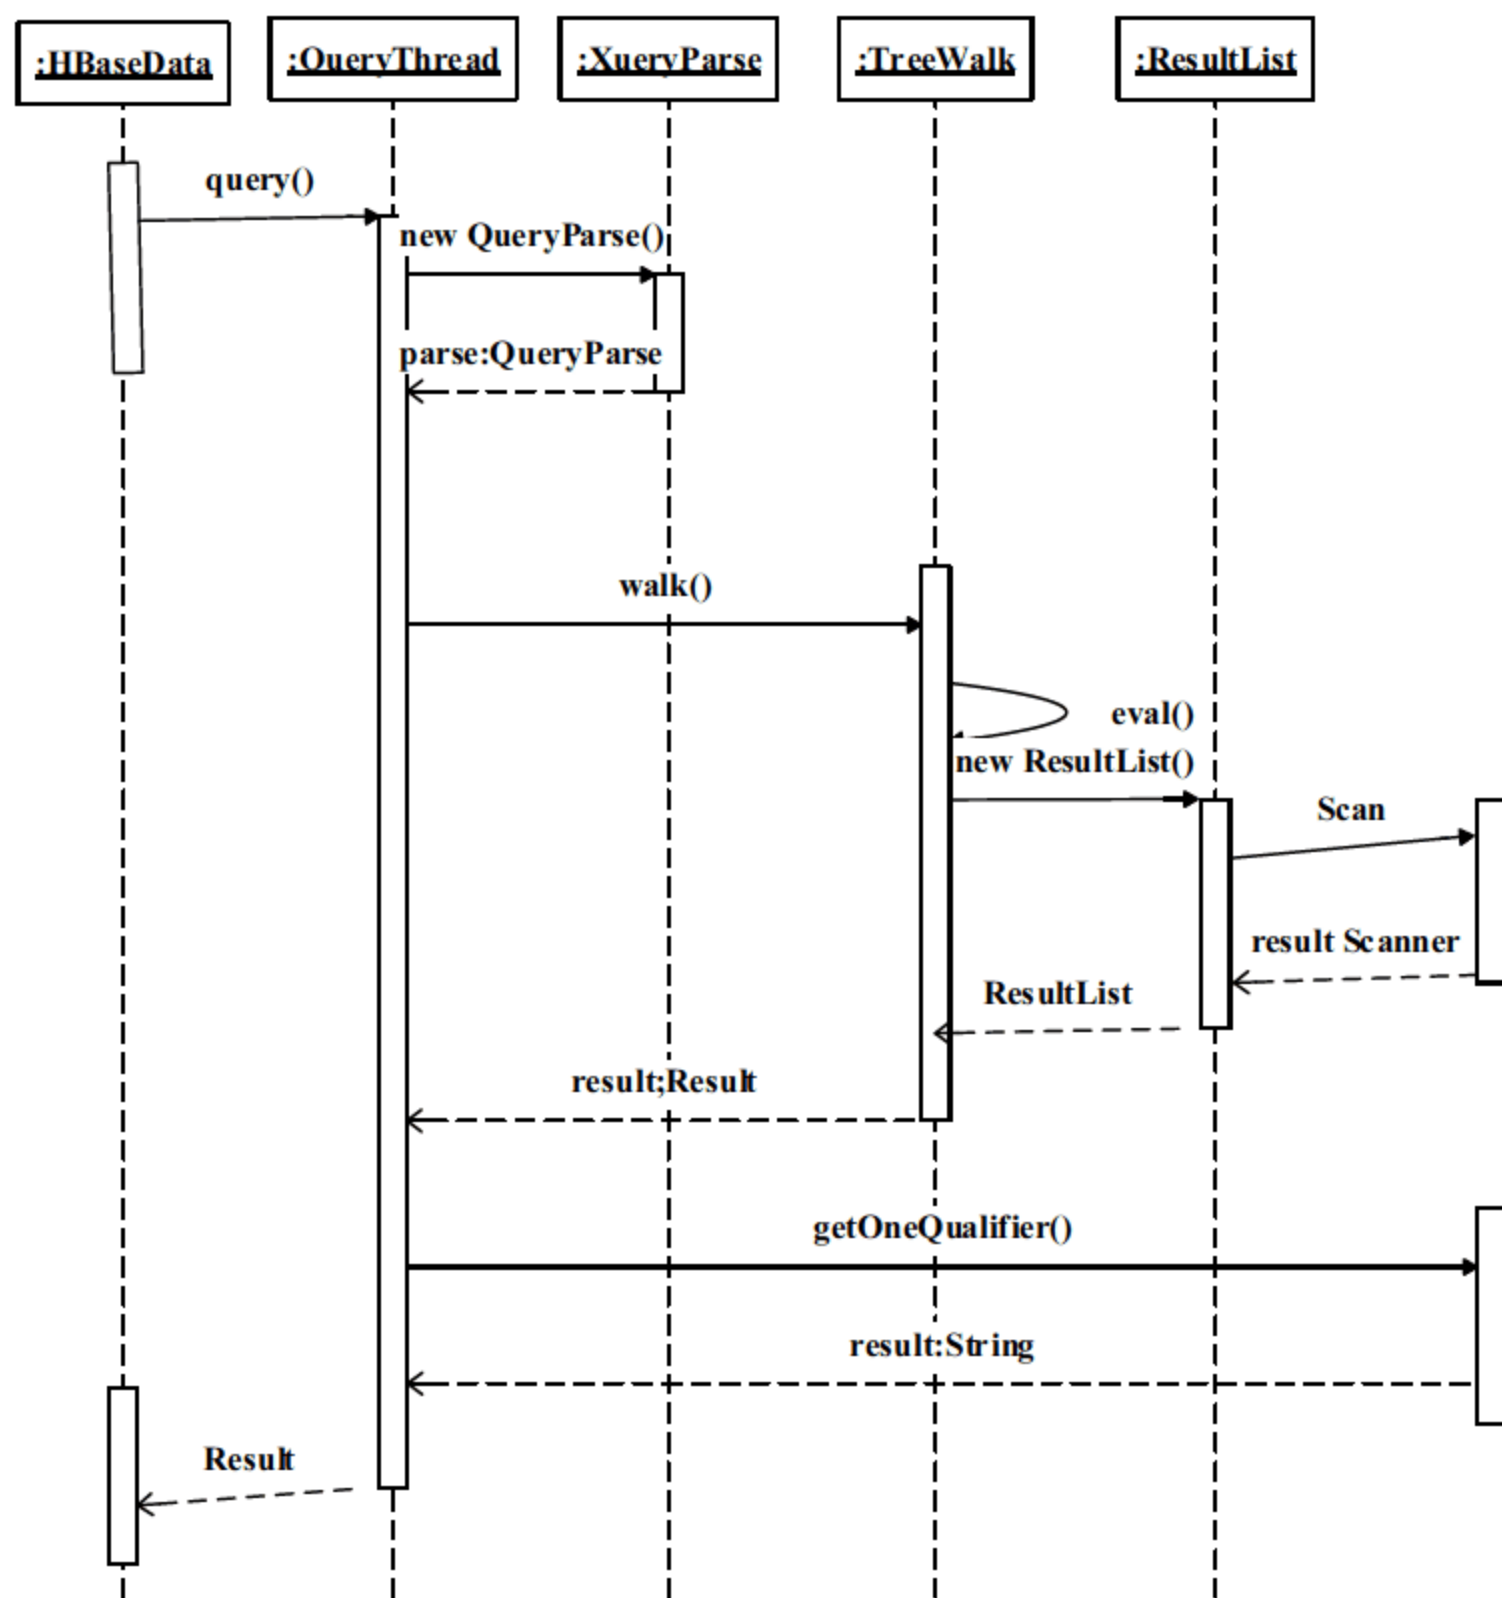 :HBaseData
:QueryThread
:XueryParse
:TreeWalk
:ResultList
query()
new QueryParse()
parse:QueryParse
walk()
eval()
new ResultList()
Scan
result Scanner
ResultList
result;Result
getOneQualifier()
result:String
Result